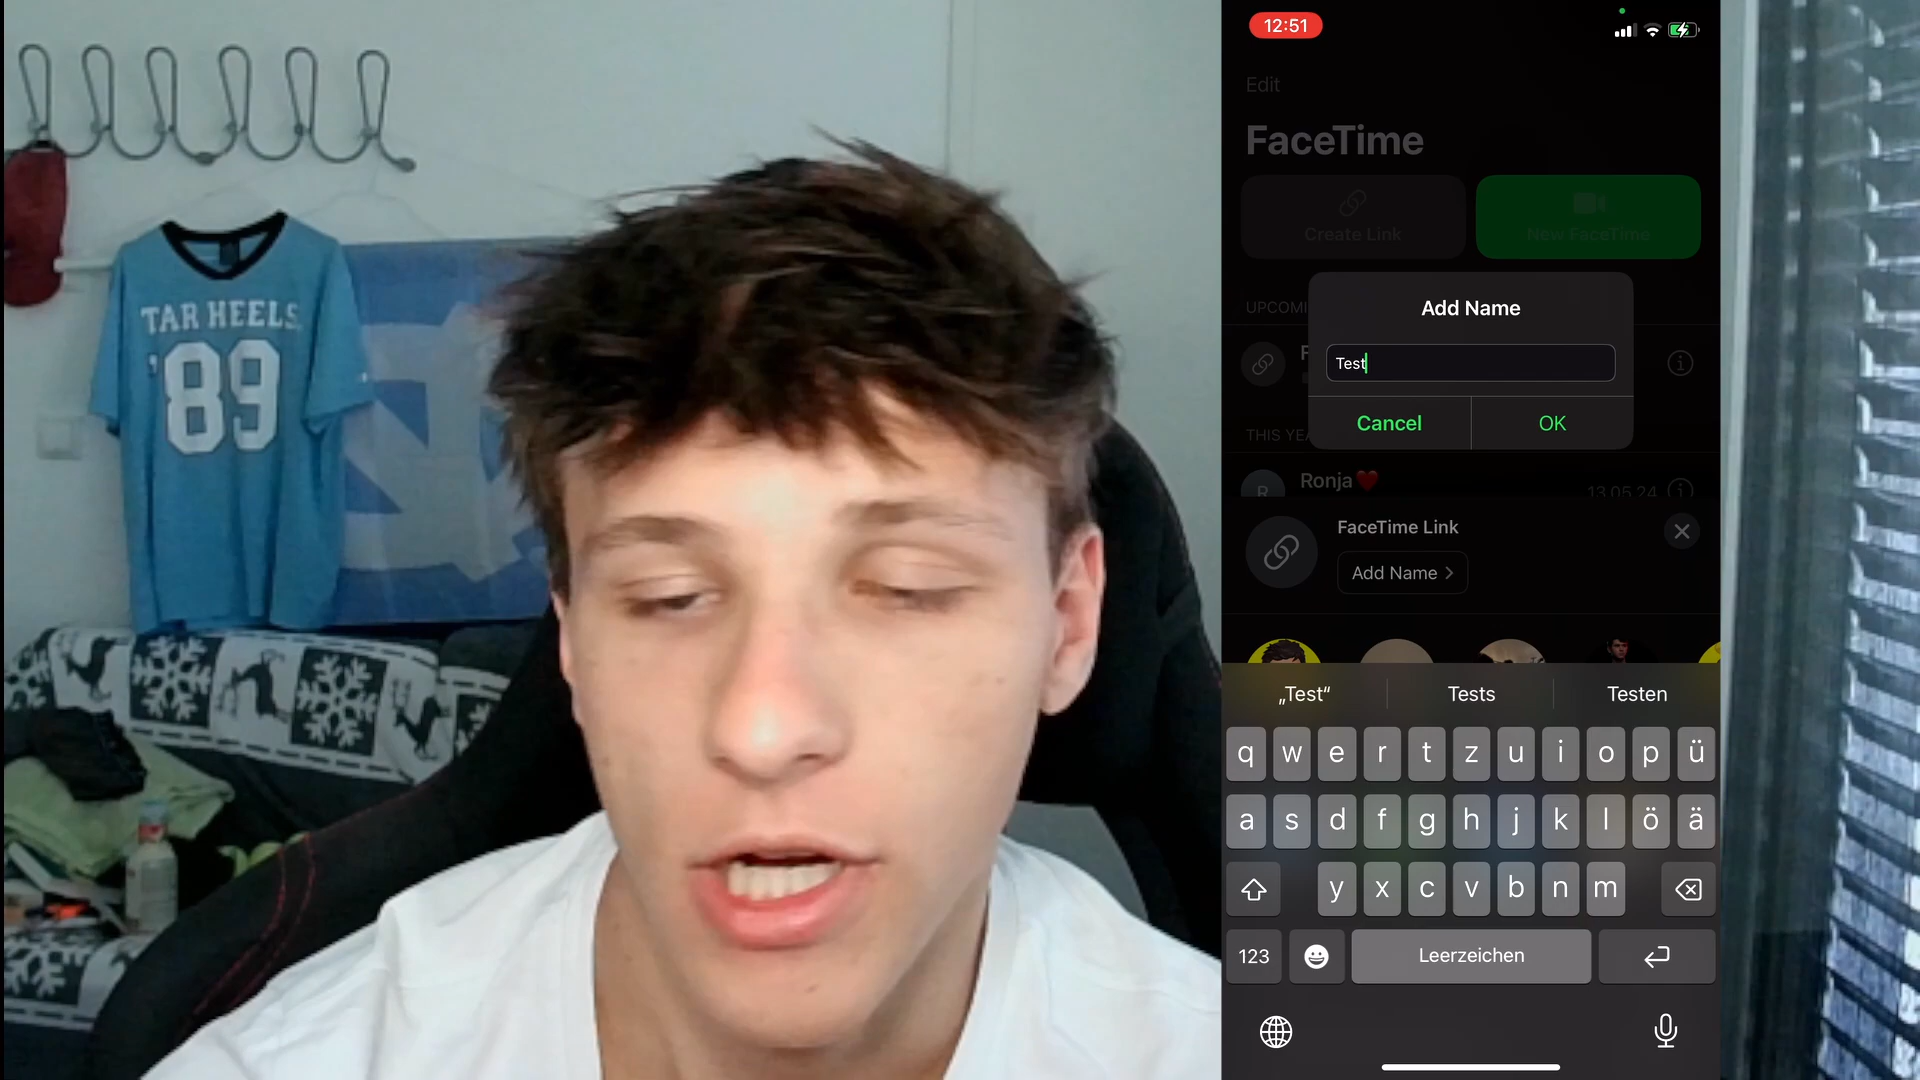 TAR HEELS
'89
12:51
Edit
FaceTime
Create Link
New FaceTime
UPCOMI
Add Name
Test
Cancel
OK
THIS YEA
R
Ronja
13.05.24
FaceTime Link
Add Name
„Test“
Tests
Testen
q w e r t z u i o p ü
a s d f g h j k l ö ä
y x c v b n m
123
Leerzeichen